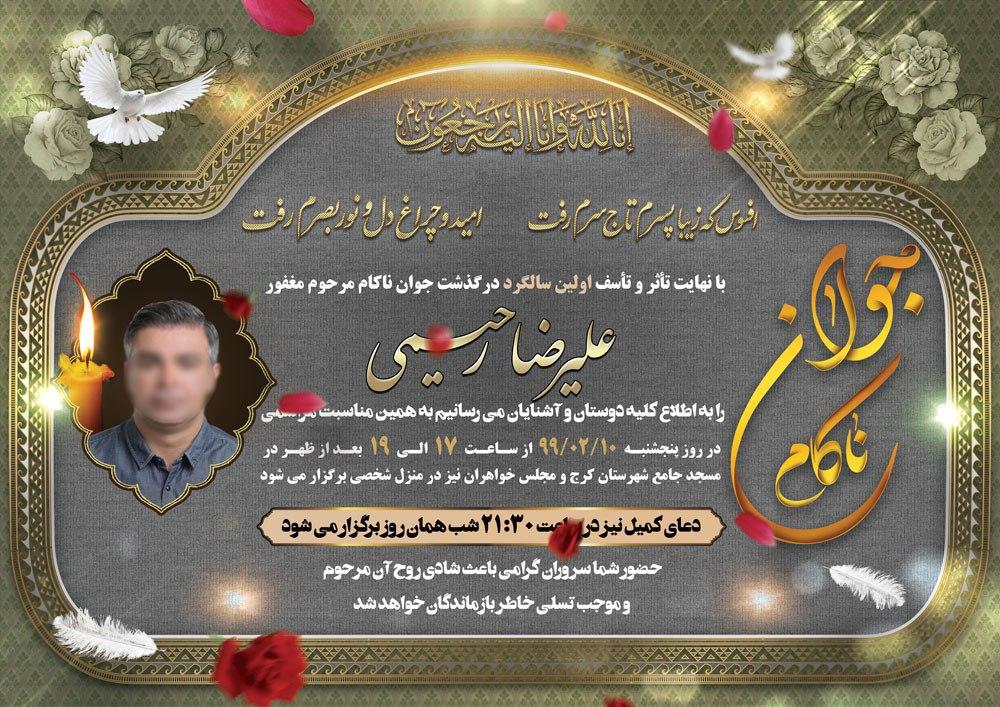 انا لله و انا الیه راجعون
افسوس که زیبا پسرم تاج سرم رفت
امید و چراغ دل و نور بصرم رفت
جوان ناکام
با نهایت تأثر و تأسف اولین سالگرد درگذشت جوان ناکام مرحوم مغفور
علیرضا رحیمی
را به اطلاع کلیه دوستان و آشنایان می رسانیم به همین مناسبت مراسمی
در روز پنجشنبه ۹۹/۰۲/۱۰ از ساعت ۱۷ الی ۱۹ بعد از ظهر در
مسجد جامع شهرستان کرج و مجلس خواهران نیز در منزل شخصی برگزار می شود
دعای کمیل نیز در ساعت ۲۱:۳۰ شب همان روز برگزار می شود
حضور شما سروران گرامی باعث شادی روح آن مرحوم
و موجب تسلی خاطر بازماندگان خواهد شد